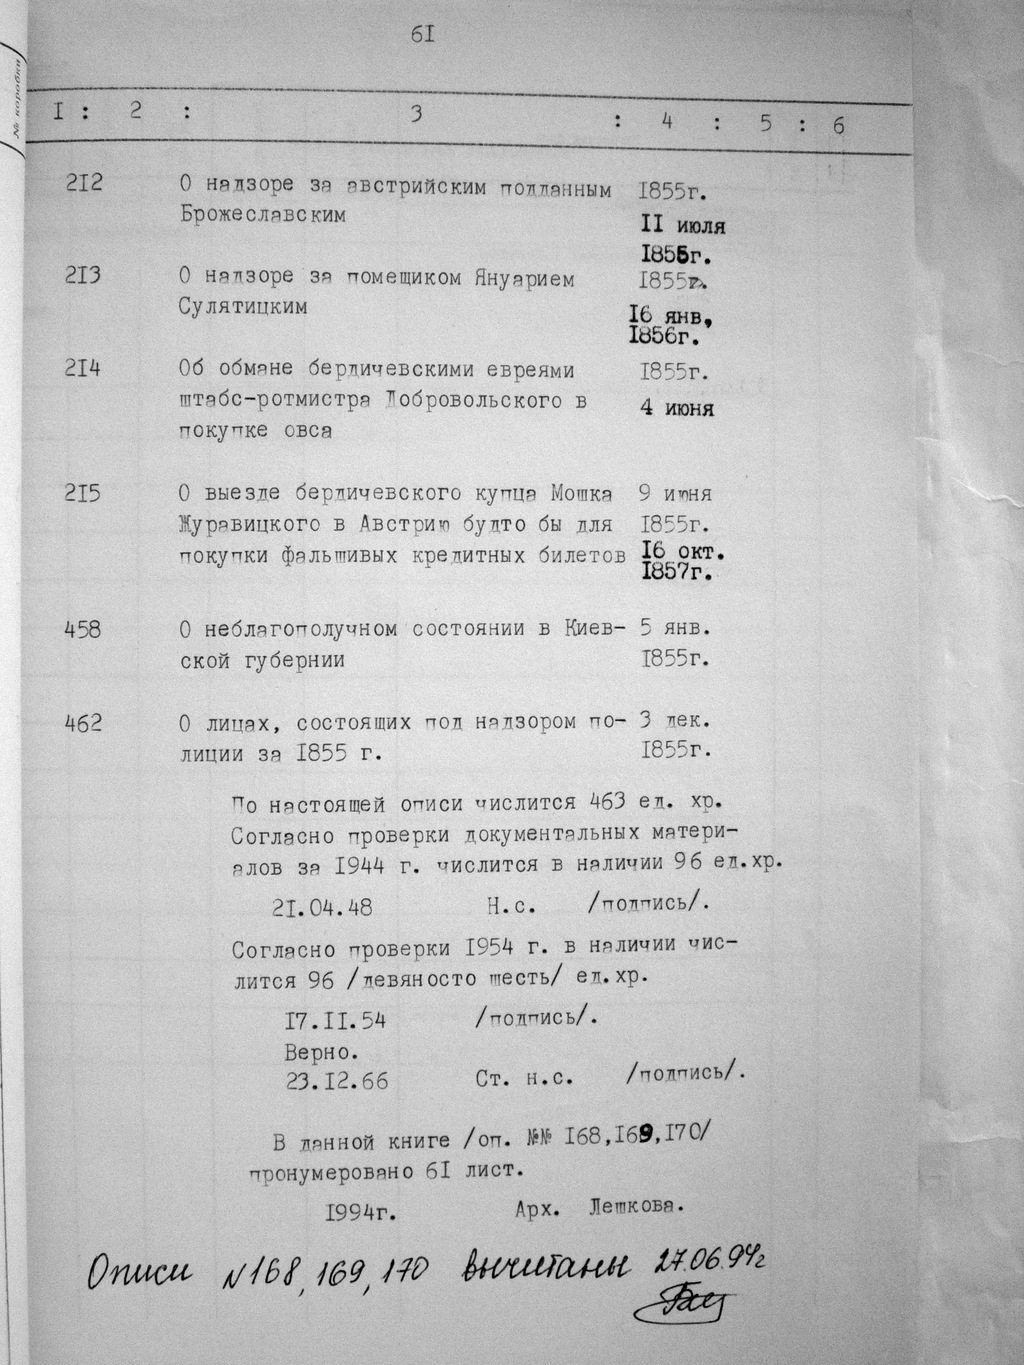 61
№ коробки
I : 2 : 3 : 4 : 5 : 6
212 О надзоре за австрийским подданным 1855г.
Брожеславским 11 июля
1856г.
213 О надзоре за помещиком Януарием 1855г.
Сулятицким 16 янв,
1856г.
214 Об обмане бердичевскими евреями 1855г.
штабс-ротмистра Добровольского в 4 июня
покупке овса
215 О выезде бердичевского купца Мошка 9 июня
Журавицкого в Австрию будто бы для 1855г.
покупки фальшивых кредитных билетов 16 окт.
1857г.
458 О неблагополучном состоянии в Киев- 5 янв.
ской губернии 1855г.
462 О лицах, состоящих под надзором по- 3 дек.
лиции за 1855 г. 1855г.
По настоящей описи числится 463 ед. хр.
Согласно проверки документальных матери-
алов за 1944 г. числится в наличии 96 ед.хр.
21.04.48 Н.с. /подпись/.
Согласно проверки 1954 г. в наличии чис-
лится 96 /девяносто шесть/ ед.хр.
17.11.54 /подпись/.
Верно.
23.12.66 Ст. н.с. /подпись/.
В данной книге /оп. №№ 168,169,170/
пронумеровано 61 лист.
1994г. Арх. Лешкова.
Описи N168,169,170 вычитаны 27.06.94г